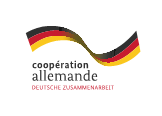 coopération
allemande
DEUTSCHE ZUSAMMENARBEIT